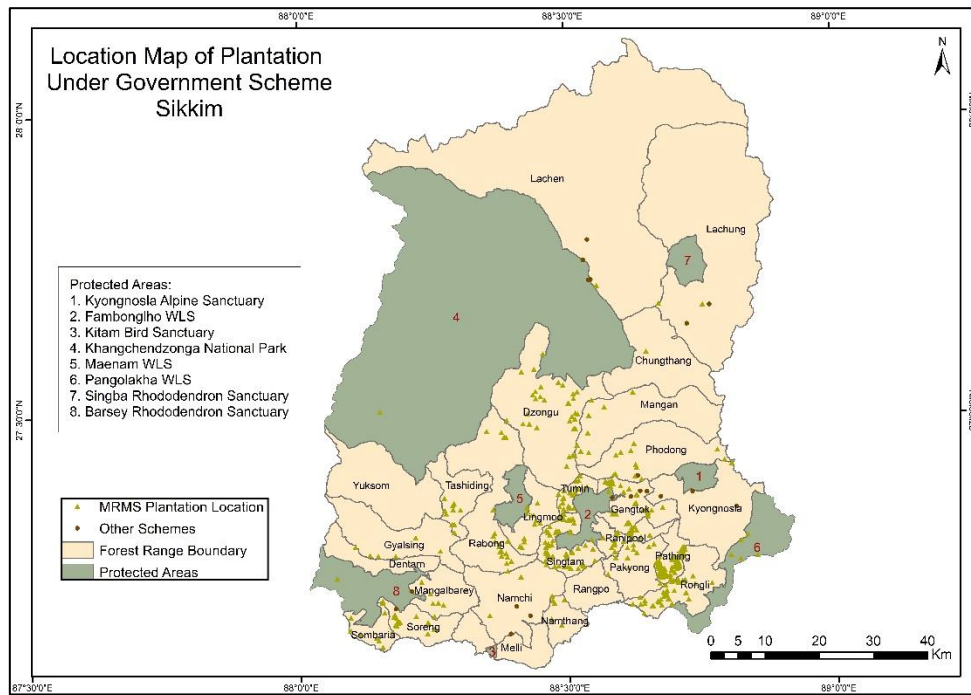 88°0'0"E 88°30'0"E 89°0'0"E
Location Map of Plantation
Under Government Scheme
Sikkim
N
28°0'0"N
Lachen
Lachung
7
Protected Areas:
1. Kyongnosla Alpine Sanctuary
2. Fambonglho WLS
3. Kitam Bird Sanctuary
4. Khangchendzonga National Park
5. Maenam WLS
6. Pangolakha WLS
7. Singba Rhododendron Sanctuary
8. Barsey Rhododendron Sanctuary
4
Chungthang
Dzongu
Mangan
27°30'0"N
Phodong
1
Yuksom
Tashiding
5
Tumin
Lingmoo
2
Gangtok
Kyongnosla
MRMS Plantation Location
Other Schemes
Forest Range Boundary
Protected Areas
Gyalsing
Rabong
Ranipool
6
Dentam
Singtam
Pakyong
Pathing
8
Mangalbarey
Namchi
Rangpo
Rongli
Sombaria
Soreng
Namthang
Melli
3
0 5 10 20 30 40
Km
87°30'0"E 88°0'0"E 88°30'0"E 89°0'0"E